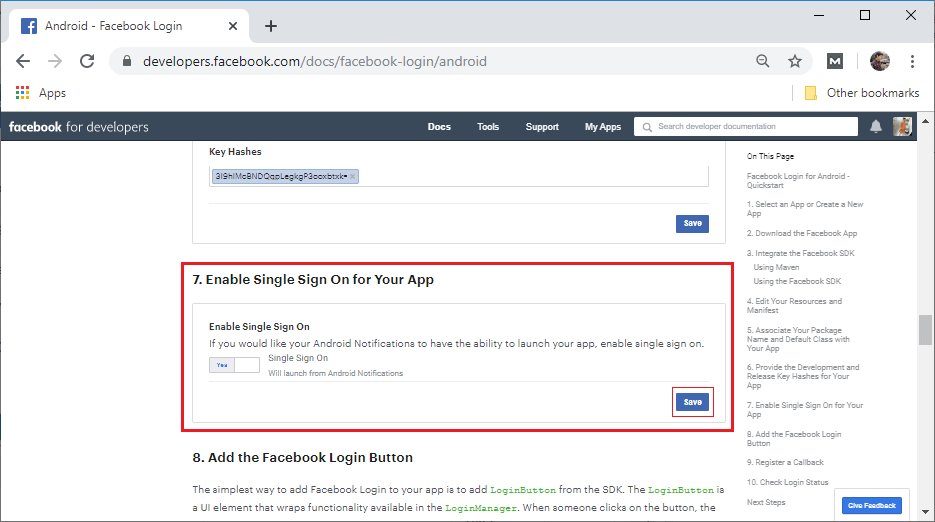 Android - Facebook Login
developers.facebook.com/docs/facebook-login/android
Apps
Other bookmarks
facebook for developers
Docs
Tools
Support
My Apps
Search developer documentation
Key Hashes
Save
7. Enable Single Sign On for Your App
Enable Single Sign On
If you would like your Android Notifications to have the ability to launch your app, enable single sign on.
Yes
Single Sign On
Will launch from Android Notifications
Save
8. Add the Facebook Login Button
The simplest way to add Facebook Login to your app is to add LoginButton from the SDK. The LoginButton is
a UI element that wraps functionality available in the LoginManager. When someone clicks on the button, the
On This Page
Facebook Login for Android -
Quickstart
1. Select an App or Create a New
App
2. Download the Facebook App
3. Integrate the Facebook SDK
Using Maven
Using the Facebook SDK
4. Edit Your Resources and
Manifest
5. Associate Your Package
Name and Default Class with
Your App
6. Provide the Development and
Release Key Hashes for Your
App
7. Enable Single Sign On for Your
App
8. Add the Facebook Login
Button
9. Register a Callback
10. Check Login Status
Next Steps
Give Feedback